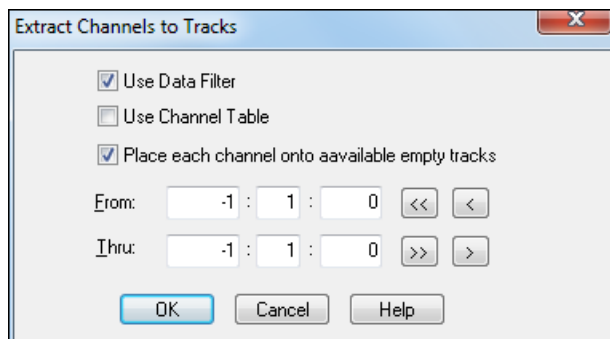 Extract Channels to Tracks
Use Data Filter
Use Channel Table
Place each channel onto aavailable empty tracks
From: -1 : 1 : 0 << <
Thru: -1 : 1 : 0 >> >
OK Cancel Help